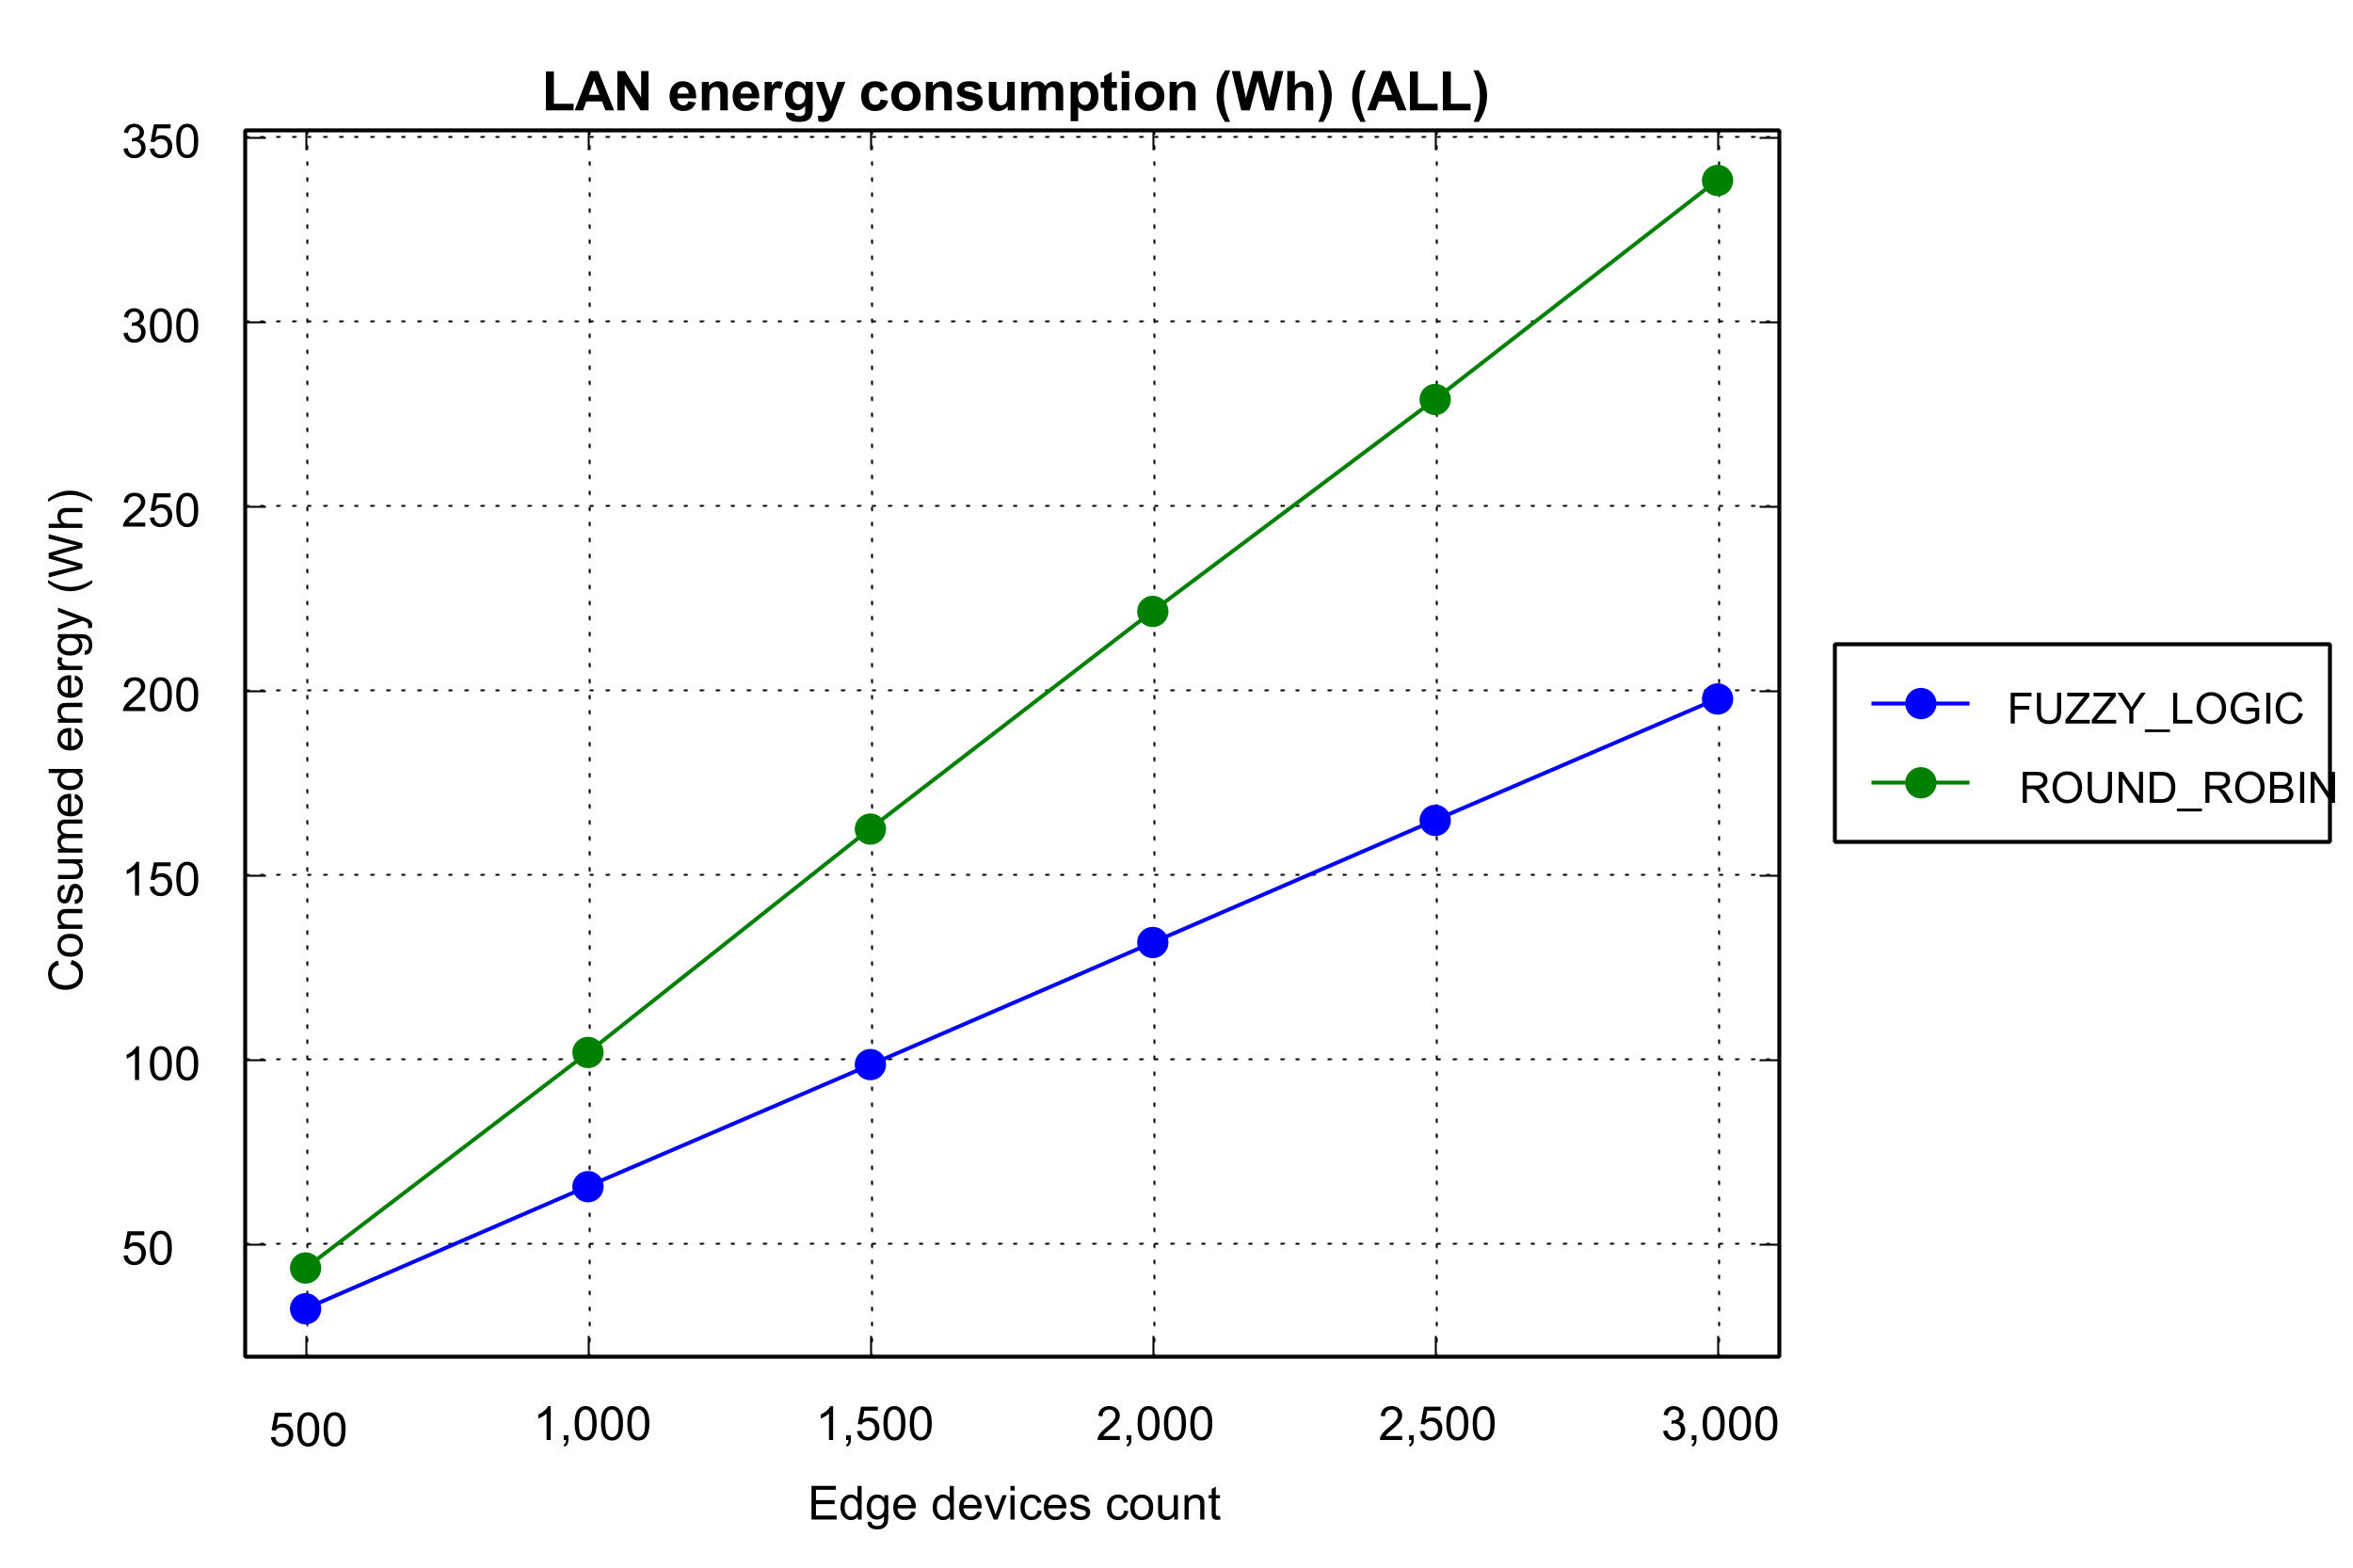 LAN energy consumption (Wh) (ALL)
350
300
250
200
150
100
50
Consumed energy (Wh)
500 1,000 1,500 2,000 2,500 3,000
Edge devices count
FUZZY_LOGIC
ROUND_ROBIN